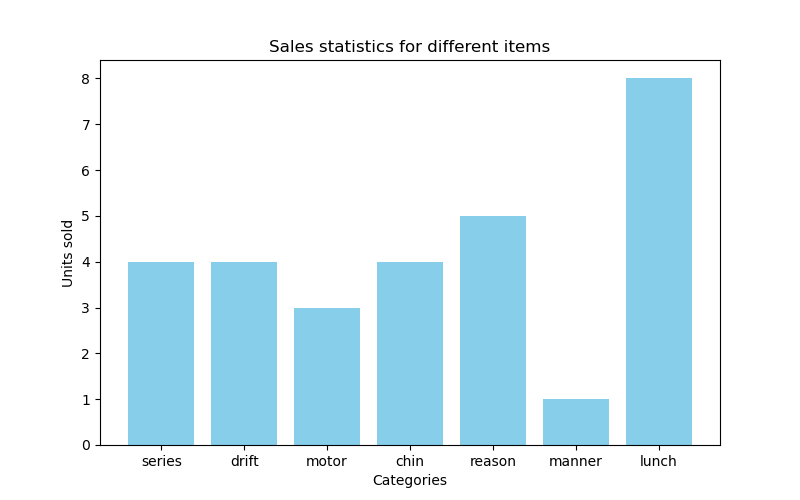 Sales statistics for different items
Units sold
8
7
6
5
4
3
2
1
0
series drift motor chin reason manner lunch
Categories